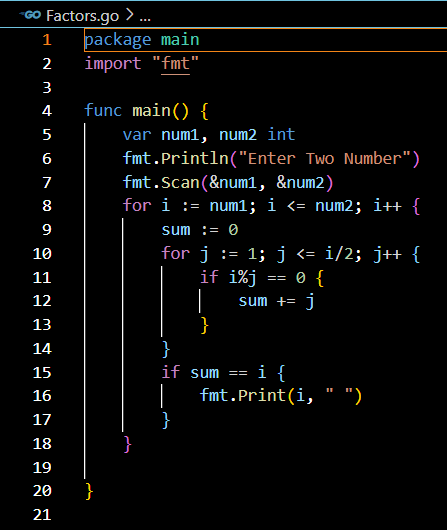 GO Factors.go > ...
1 package main
2 import "fmt"
3
4 func main() {
5     var num1, num2 int
6     fmt.Println("Enter Two Number")
7     fmt.Scan(&num1, &num2)
8     for i := num1; i <= num2; i++ {
9         sum := 0
10         for j := 1; j <= i/2; j++ {
11             if i%j == 0 {
12                 sum += j
13             }
14         }
15         if sum == i {
16             fmt.Print(i, " ")
17         }
18     }
19
20 }
21